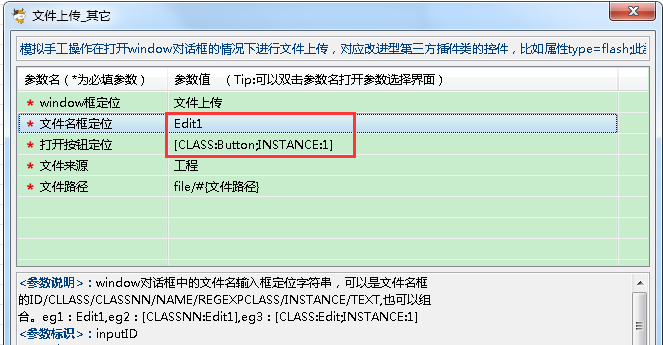 文件上传_其它
模拟手工操作在打开window对话框的情况下进行文件上传，对应改进型第三方插件类的控件，比如属性type=flash;此
参数名（*为必填参数） 参数值 （Tip:可以双击参数名打开参数选择界面）
* window框定位 文件上传
* 文件名框定位 Edit1
* 打开按钮定位 [CLASS:Button;INSTANCE:1]
* 文件来源 工程
* 文件路径 file/#{文件路径}
<参数说明>：window对话框中的文件名输入框定位字符串，可以是文件名框
的ID/CLLASS/CLASSNN/NAME/REGEXPCLASS/INSTANCE/TEXT,也可以组
合。eg1：Edit1,eg2：[CLASSNN:Edit1],eg3：[CLASS:Edit;INSTANCE:1]
<参数标识>：inputID